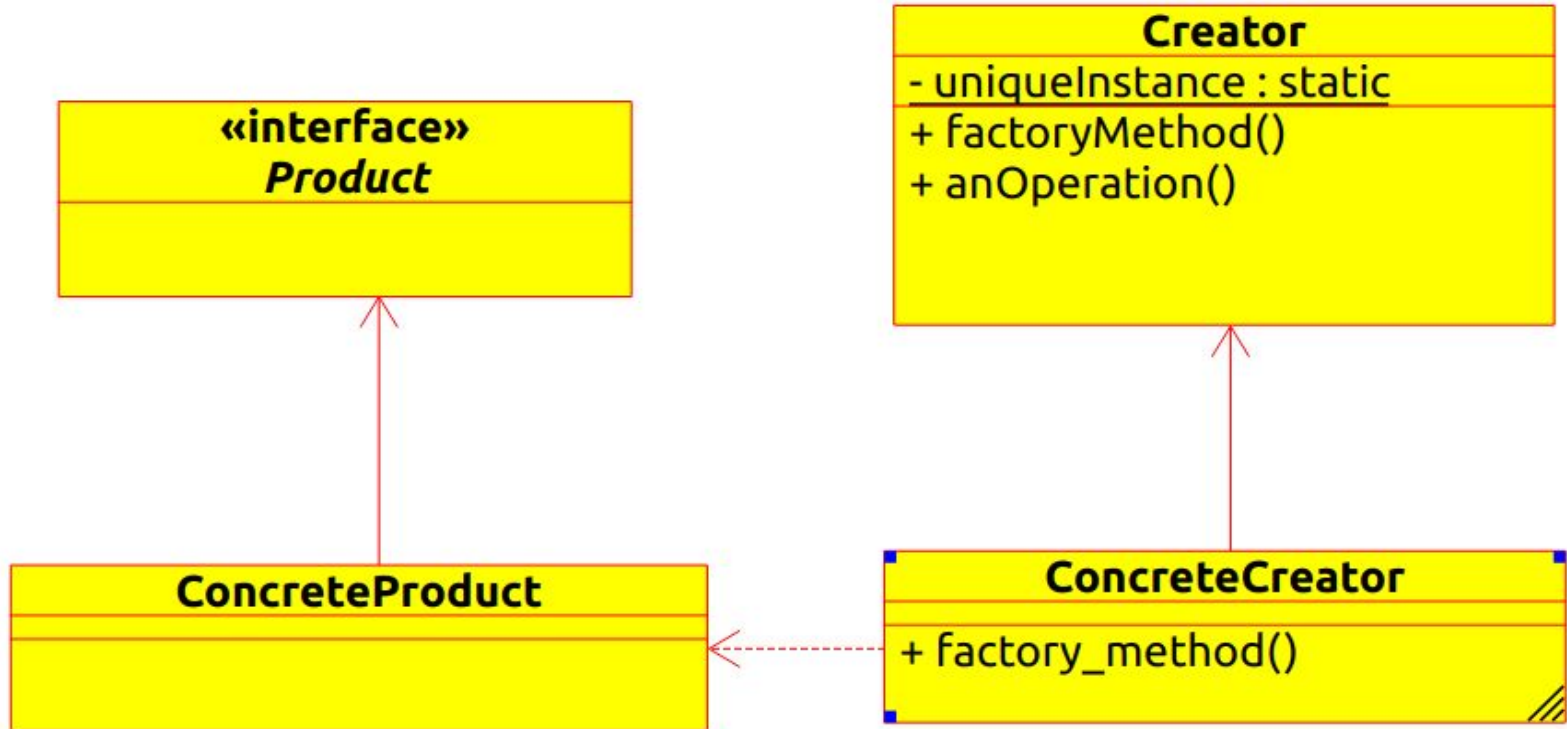 «interface»
Product
Creator
- uniqueInstance : static
+ factoryMethod()
+ anOperation()
ConcreteProduct
ConcreteCreator
+ factory_method()